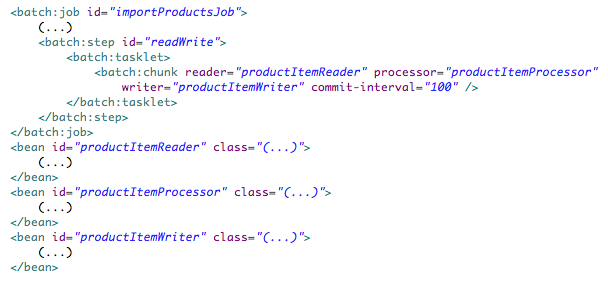 <batch:job id="importProductsJob">
    (...)
    <batch:step id="readWrite">
        <batch:tasklet>
            <batch:chunk reader="productItemReader" processor="productItemProcessor"
                writer="productItemWriter" commit-interval="100" />
        </batch:tasklet>
    </batch:step>
</batch:job>
<bean id="productItemReader" class="(...)">
    (...)
</bean>
<bean id="productItemProcessor" class="(...)">
    (...)
</bean>
<bean id="productItemWriter" class="(...)">
    (...)
</bean>